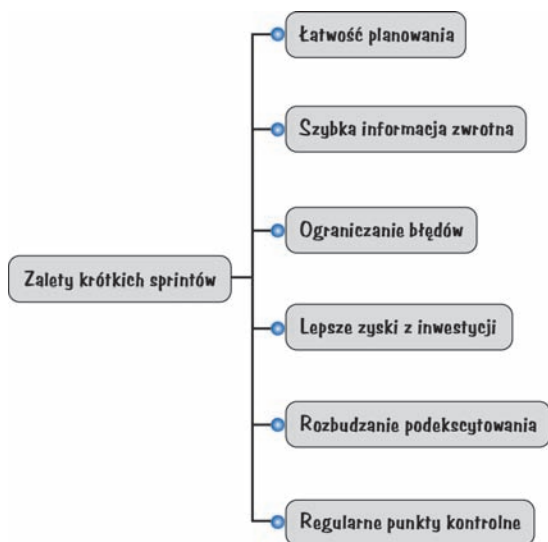 Łatwość planowania
Szybka informacja zwrotna
Ograniczanie błędów
Zalety krótkich sprintów
Lepsze zyski z inwestycji
Rozbudzanie podekscytowania
Regularne punkty kontrolne